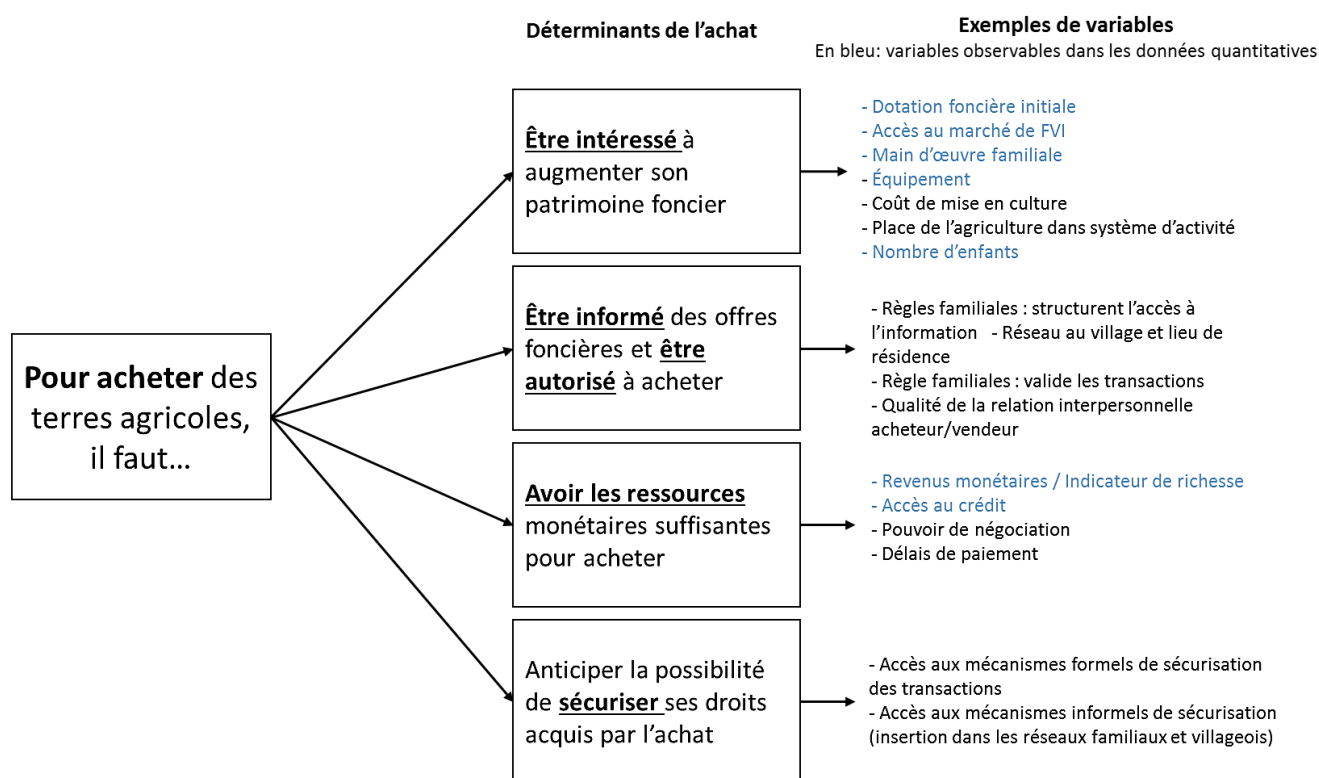 Déterminants de l'achat
Exemples de variables
En bleu: variables observables dans les données quantitatives
Pour acheter des
terres agricoles,
il faut…
Être intéressé à
augmenter son
patrimoine foncier
- Dotation foncière initiale
- Accès au marché de FVI
- Main d'œuvre familiale
- Équipement
- Coût de mise en culture
- Place de l'agriculture dans système d'activité
- Nombre d'enfants
Être informé des offres
foncières et être
autorisé à acheter
- Règles familiales : structurent l'accès à
l'information - Réseau au village et lieu de
résidence
- Règle familiales : valide les transactions
- Qualité de la relation interpersonnelle
acheteur/vendeur
Avoir les ressources
monétaires suffisantes
pour acheter
- Revenus monétaires / Indicateur de richesse
- Accès au crédit
- Pouvoir de négociation
- Délais de paiement
Anticiper la possibilité
de sécuriser ses droits
acquis par l'achat
- Accès aux mécanismes formels de sécurisation
des transactions
- Accès aux mécanismes informels de sécurisation
(insertion dans les réseaux familiaux et villageois)